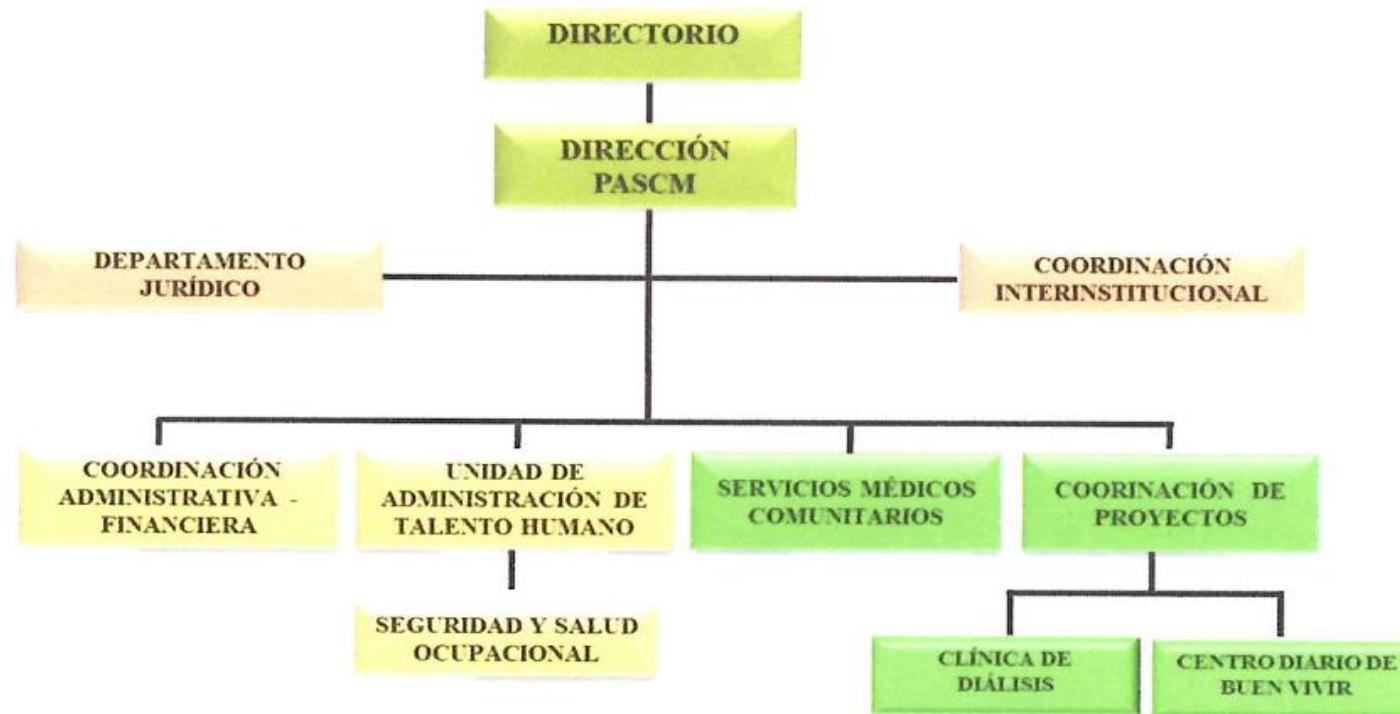 DIRECTORIO
DIRECCIÓN
PASCM
DEPARTAMENTO
JURÍDICO
COORDINACIÓN
INTERINSTITUCIONAL
COORDINACIÓN
ADMINISTRATIVA -
FINANCIERA
UNIDAD DE
ADMINISTRACIÓN DE
TALENTO HUMANO
SERVICIOS MÉDICOS
COMUNITARIOS
COORINACIÓN DE
PROYECTOS
SEGURIDAD Y SALUD
OCUPACIONAL
CLÍNICA DE
DIÁLISIS
CENTRO DIARIO DE
BUEN VIVIR